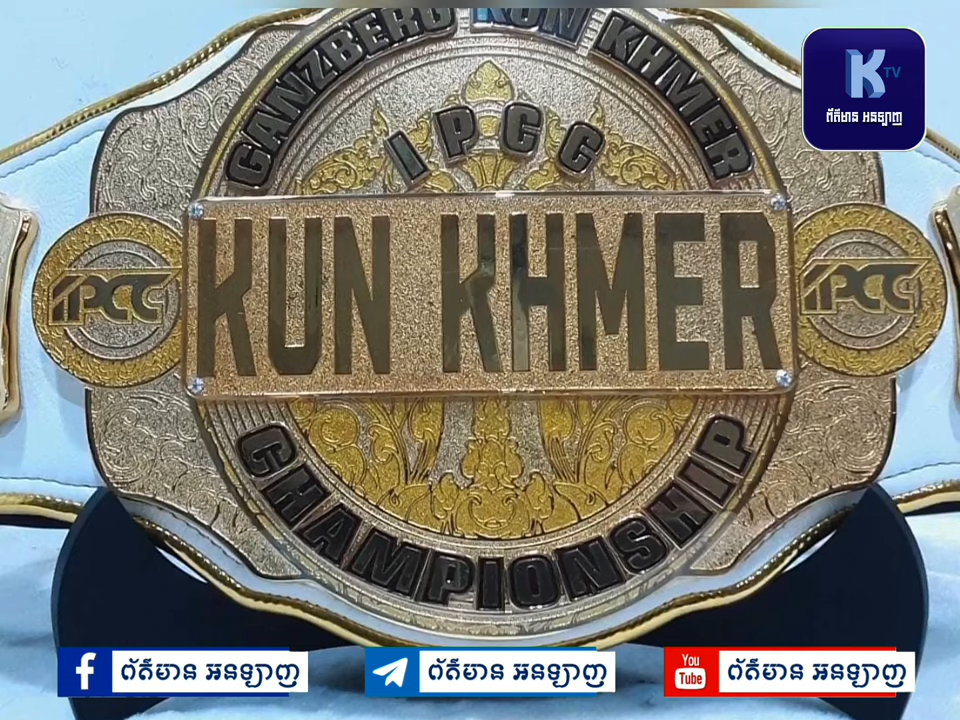 GANZBERG KUN KHMER
K TV
ព័ត៌មាន អនឡាញ
IPCC
KUN KHMER
IPCC
IPCC
CHAMPIONSHIP
f ព័ត៌មាន អនឡាញ
ព័ត៌មាន អនឡាញ
You Tube ព័ត៌មាន អនឡាញ